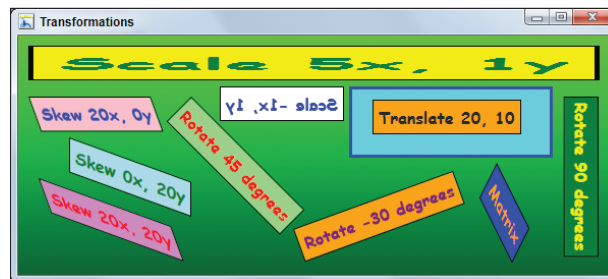 Transformations
Scale 5x, 1y
Skew 20x, 0y
Scale -1x, 1y
Translate 20, 10
Rotate 45 degrees
Rotate 90 degrees
Skew 0x, 20y
Skew 20x, 20y
Rotate -30 degrees
Matrix